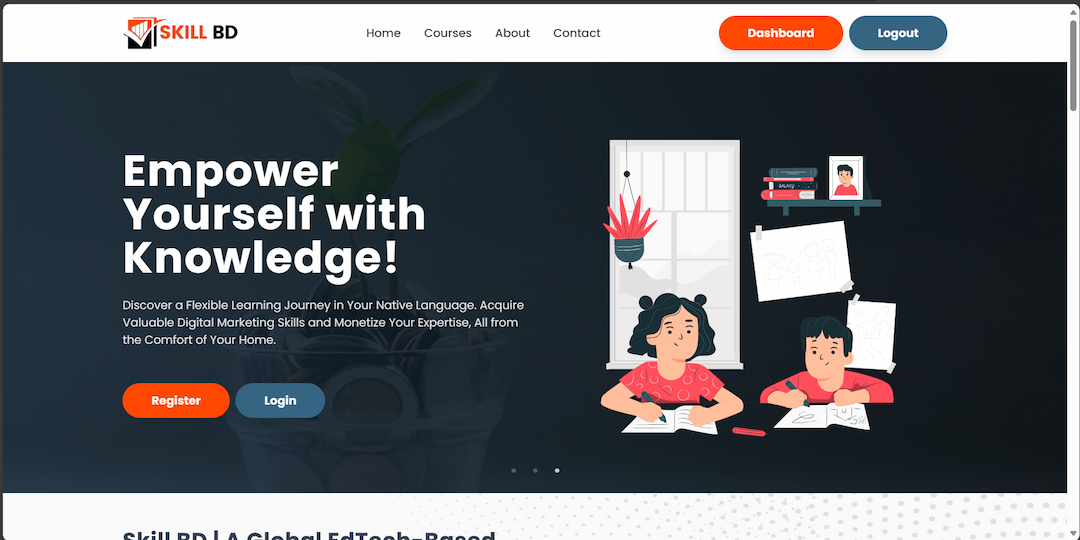 SKILL BD
Home
Courses
About
Contact
Dashboard
Logout
Empower
Yourself with
Knowledge!
Discover a Flexible Learning Journey in Your Native Language. Acquire
Valuable Digital Marketing Skills and Monetize Your Expertise, All from
the Comfort of Your Home.
Register
Login
GALAXY
Skill BD | A Global EdTech-Based